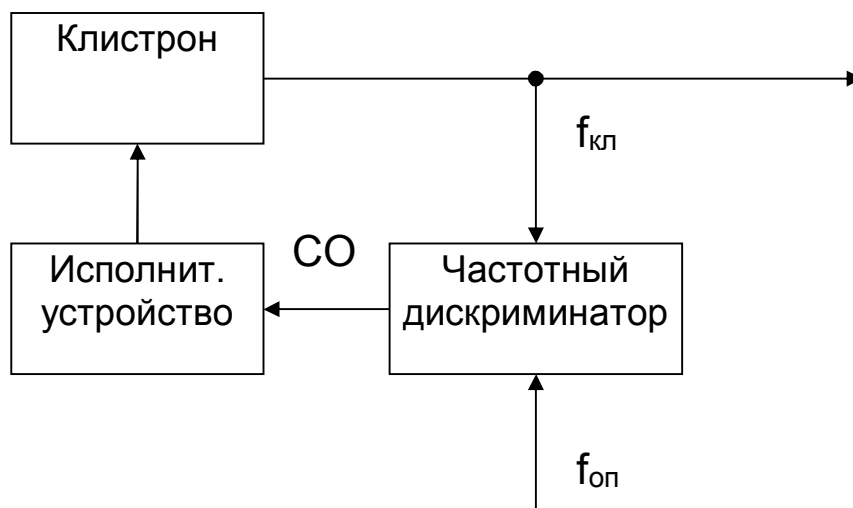 Клистрон
fкл
СО
Исполнит.
устройство
Частотный
дискриминатор
fоп